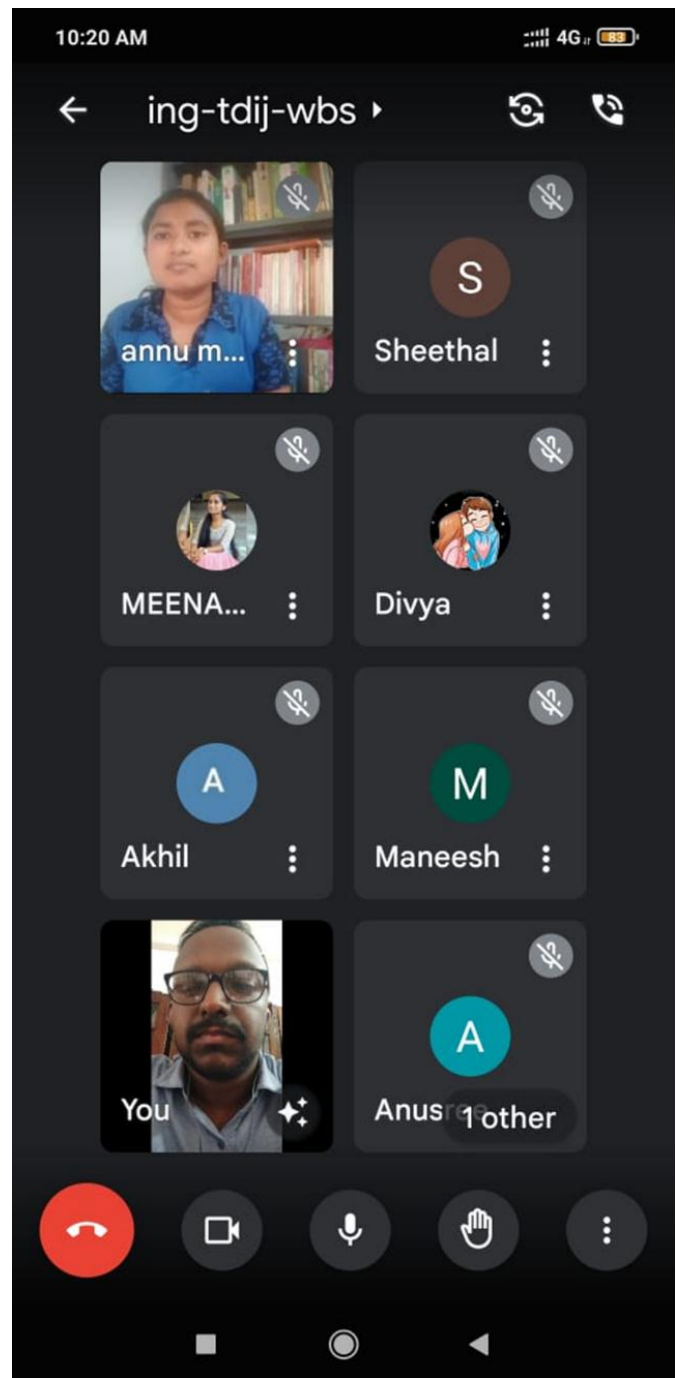 10:20 AM 4G 83
ing-tdij-wbs
annu m...
S
Sheethal
MEENA...
Divya
A
Akhil
M
Maneesh
You
A
Anusree
1 other